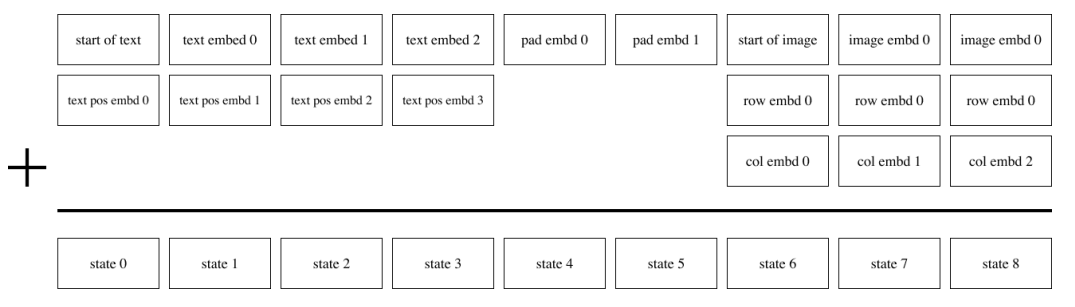 start of text text embed 0 text embed 1 text embed 2 pad embd 0 pad embd 1 start of image image embd 0 image embd 0
text pos embd 0 text pos embd 1 text pos embd 2 text pos embd 3 row embd 0 row embd 0 row embd 0
+ col embd 0 col embd 1 col embd 2
state 0 state 1 state 2 state 3 state 4 state 5 state 6 state 7 state 8